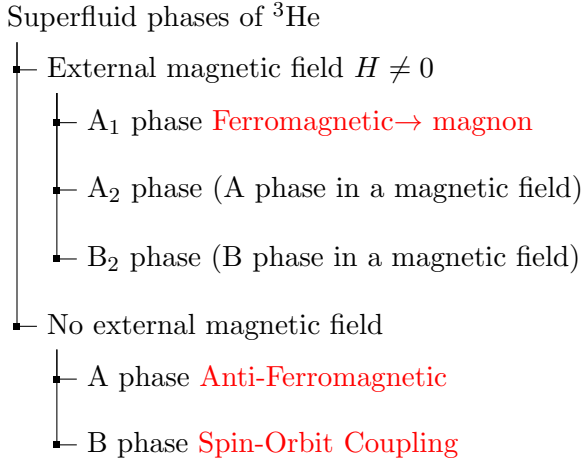 Superfluid phases of ³He
External magnetic field H ≠ 0
A₁ phase Ferromagnetic→ magnon
A₂ phase (A phase in a magnetic field)
B₂ phase (B phase in a magnetic field)
No external magnetic field
A phase Anti-Ferromagnetic
B phase Spin-Orbit Coupling